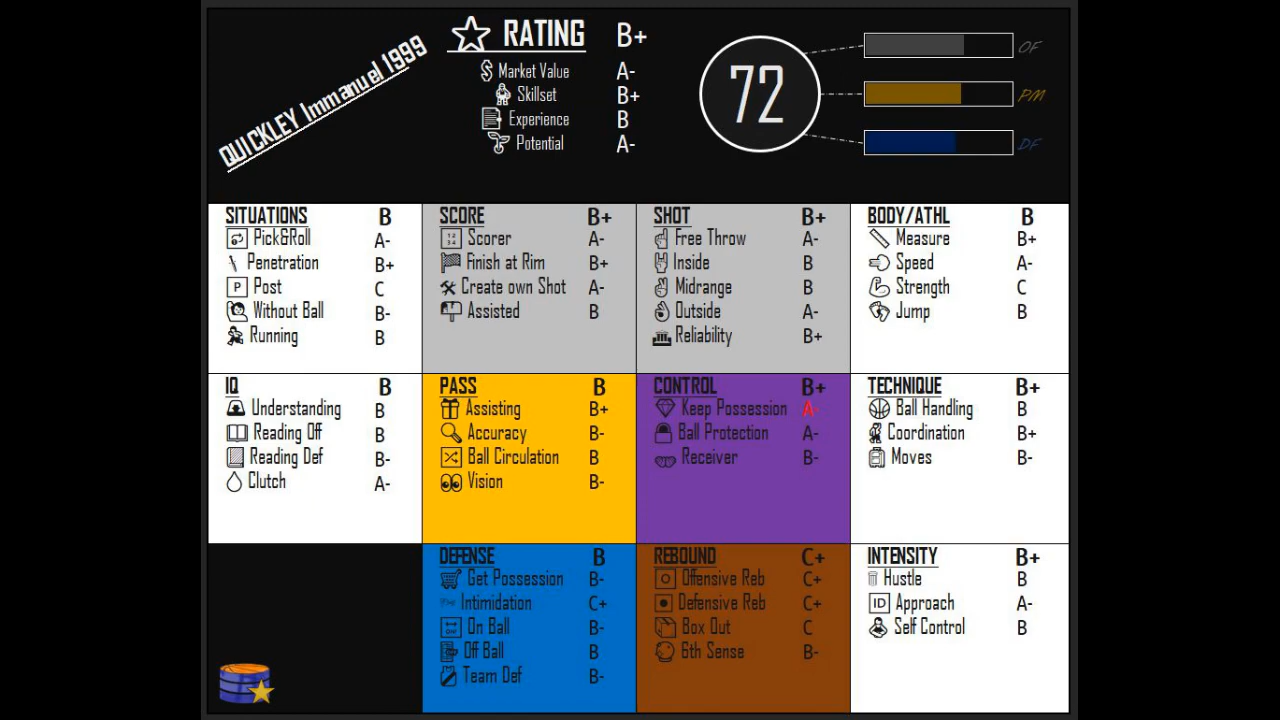 QUICKLEY Immanuel 1999
RATING B+
Market Value A-
Skillset B+
Experience B
Potential A-
72
OF
PM
DF
SITUATIONS B
Pick&Roll A-
Penetration B+
P Post C
Without Ball B-
Running B
SCORE B+
Scorer A-
Finish at Rim B+
Create own Shot A-
Assisted B
SHOT B+
Free Throw A-
Inside B
Midrange B
Outside A-
Reliability B+
BODY/ATHL B
Measure B+
Speed A-
Strength C
Jump B
IQ B
Understanding B
Reading Off B
Reading Def B-
Clutch A-
PASS B
Assisting B+
Accuracy B-
Ball Circulation B
Vision B-
CONTROL B+
Keep Possession A-
Ball Protection A-
Receiver B-
TECHNIQUE B+
Ball Handling B
Coordination B+
Moves B-
DEFENSE B
Get Possession B-
Intimidation C+
On Ball B-
Off Ball B
Team Def B-
REBOUND C+
Offensive Reb C+
Defensive Reb C+
Box Out C
6th Sense B-
INTENSITY B+
Hustle B
ID Approach A-
Self Control B